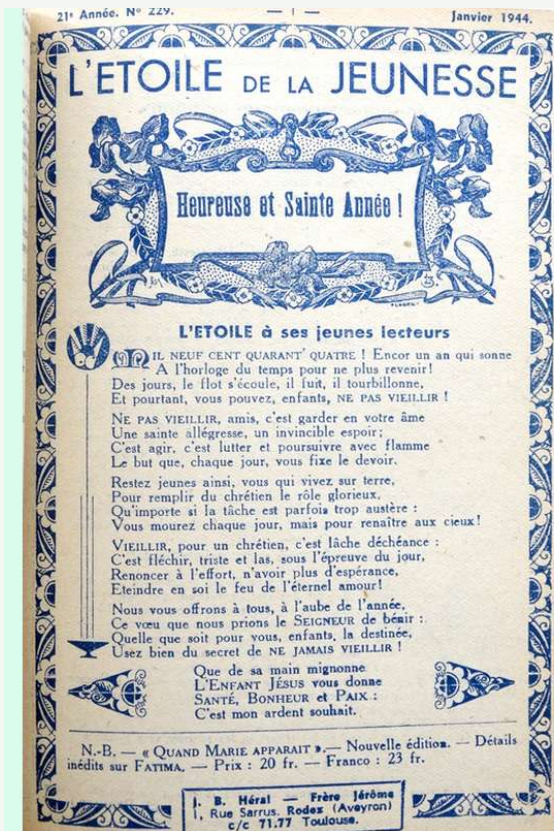 21e Année. No 229.
— 1 —
Janvier 1944.
L'ETOILE DE LA JEUNESSE
Heureuse et Sainte Année !
L'ETOILE à ses jeunes lecteurs
MIL NEUF CENT QUARANT' QUATRE ! Encor un an qui sonne
A l'horloge du temps pour ne plus revenir!
Des jours, le flot s'écoule, il fuit, il tourbillonne,
Et pourtant, vous pouvez, enfants, NE PAS VIEILLIR !
NE PAS VIEILLIR, amis, c'est garder en votre âme
Une sainte allégresse, un invincible espoir;
C'est agir, c'est lutter et poursuivre avec flamme
Le but que, chaque jour, vous fixe le devoir.
Restez jeunes ainsi, vous qui vivez sur terre,
Pour remplir du chrétien le rôle glorieux,
Qu'importe si la tâche est parfois trop austère :
Vous mourez chaque jour, mais pour renaître aux cieux!
VIEILLIR, pour un chrétien, c'est lâche déchéance :
C'est fléchir, triste et las, sous l'épreuve du jour,
Renoncer à l'effort, n'avoir plus d'espérance,
Eteindre en soi le feu de l'éternel amour!
Nous vous offrons à tous, à l'aube de l'année,
Ce vœu que nous prions le SEIGNEUR de bénir :
Quelle que soit pour vous, enfants, la destinée,
Usez bien du secret de NE JAMAIS VIEILLIR !
Que de sa main mignonne
L'ENFANT JÉSUS vous donne
SANTÉ, BONHEUR et PAIX :
C'est mon ardent souhait.
N.-B. — « QUAND MARIE APPARAIT ».— Nouvelle édition. — Détails
inédits sur FATIMA. — Prix : 20 fr. — Franco : 23 fr.
J. B. Héral — Frère Jérôme
1, Rue Sarrus. Rodez (Aveyron)
c/c 71.77 Toulouse.